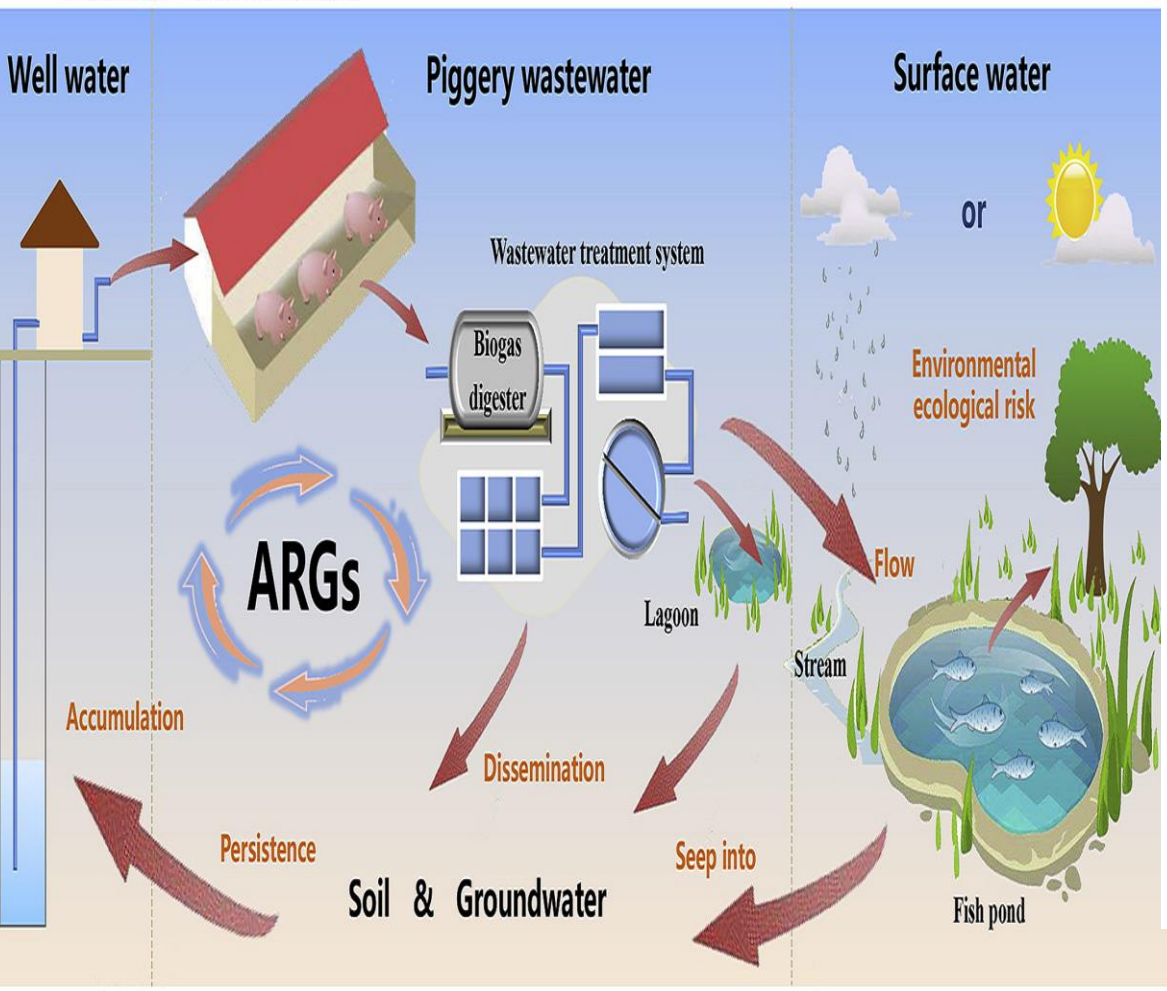 Well water
Piggery wastewater
Surface water
or
Wastewater treatment system
Biogas
digester
Environmental
ecological risk
ARGs
Flow
Lagoon
Stream
Accumulation
Dissemination
Persistence
Seep into
Soil & Groundwater
Fish pond